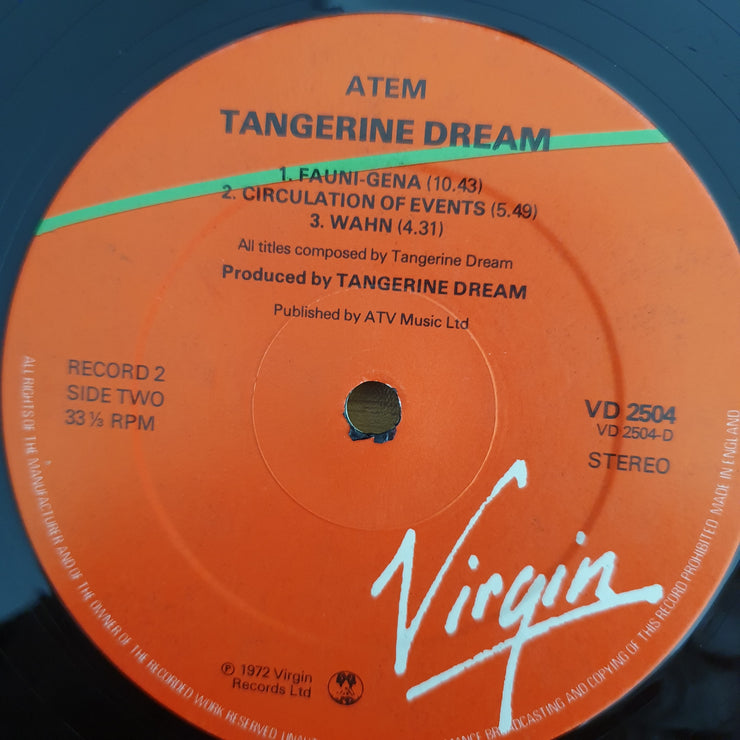 ATEM
TANGERINE DREAM
1. FAUNI-GENA (10.43)
2. CIRCULATION OF EVENTS (5.49)
3. WAHN (4.31)
All titles composed by Tangerine Dream
Produced by TANGERINE DREAM
Published by ATV Music Ltd
RECORD 2
SIDE TWO
33 ⅓ RPM
VD 2504
VD 2504-D
STEREO
Virgin
℗ 1972 Virgin
Records Ltd
ALL RIGHTS OF THE MANUFACTURER AND OF THE OWNER OF THE RECORDED WORK RESERVED
BROADCASTING AND COPYING OF THIS RECORD PROHIBITED MADE IN ENGLAND